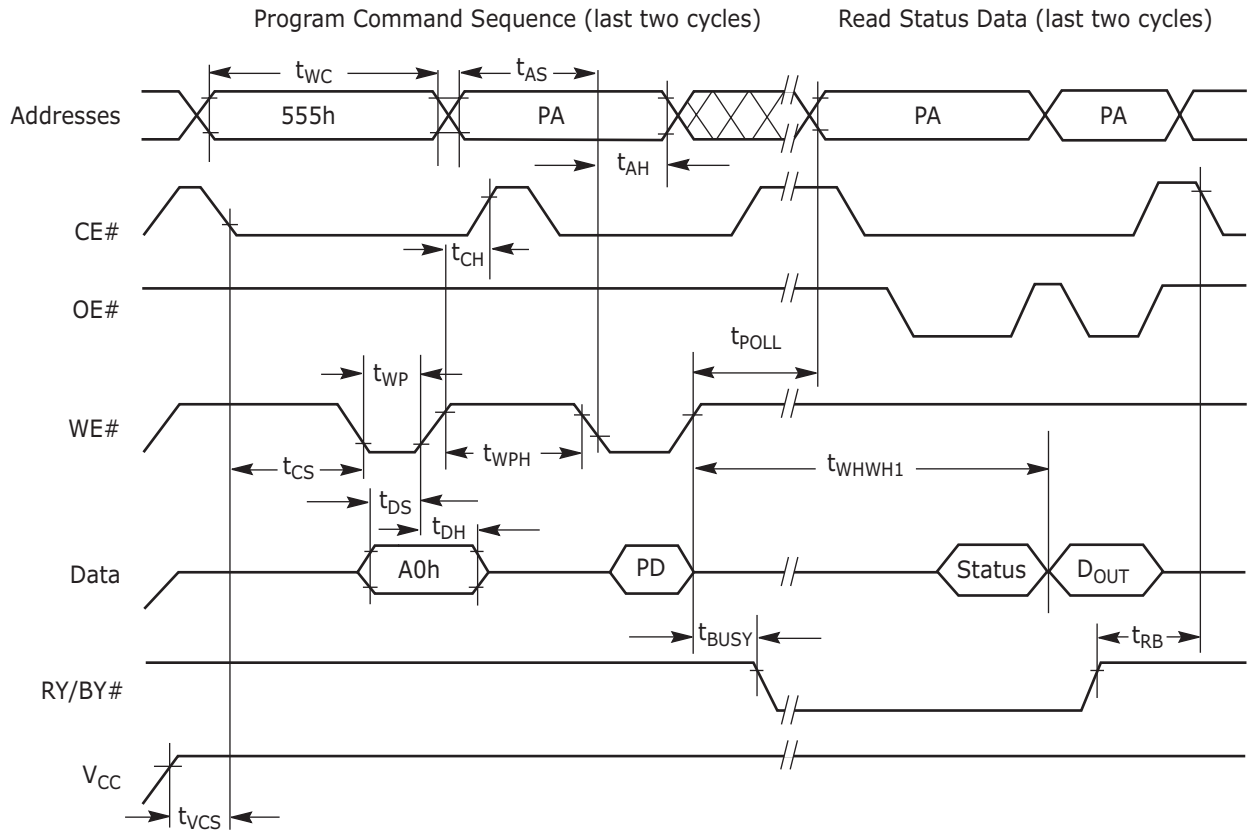 Program Command Sequence (last two cycles) Read Status Data (last two cycles)
tWC tAS
Addresses 555h PA PA PA
tAH
CE#
tCH
OE#
tPOLL
tWP
WE#
tCS tWPH tWHWH1
tDS
tDH
Data A0h PD Status DOUT
tBUSY tRB
RY/BY#
VCC
tVCS